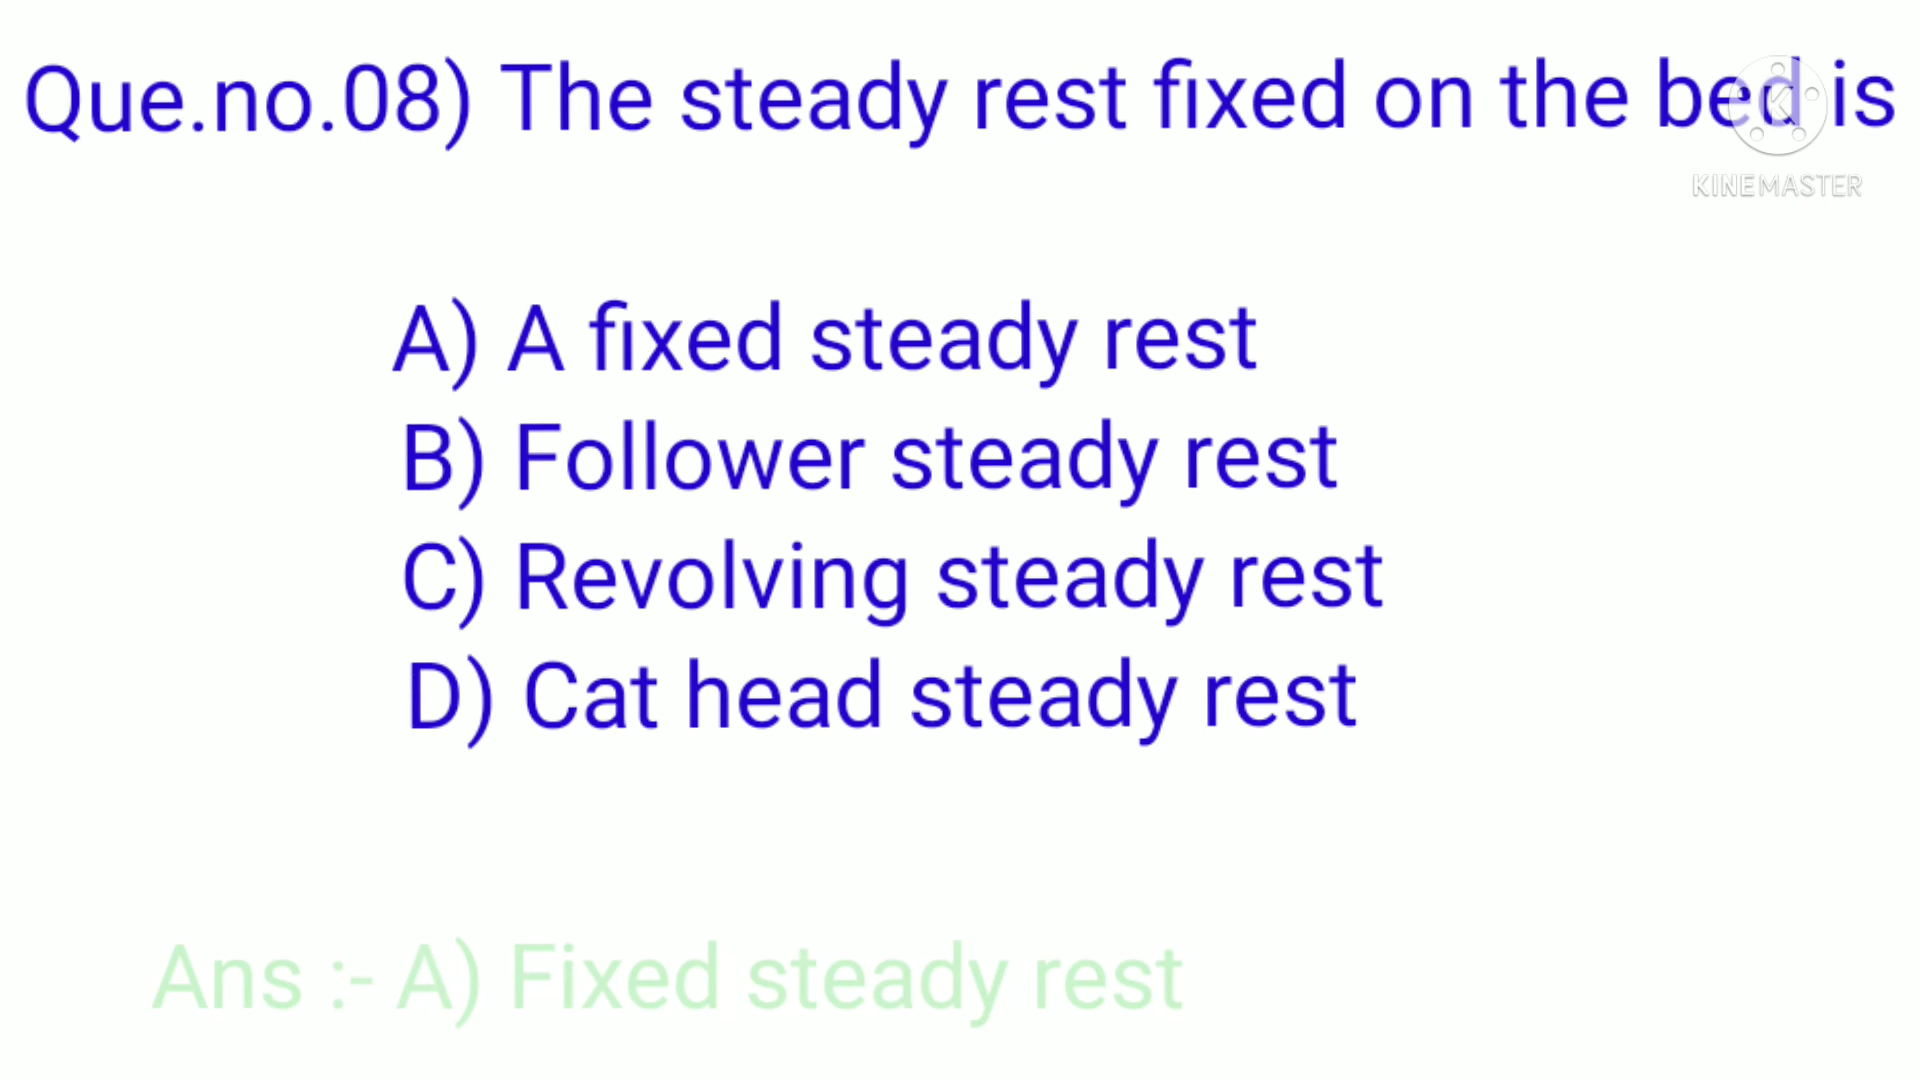 Que.no.08) The steady rest fixed on the bed is
KINEMASTER
A) A fixed steady rest
B) Follower steady rest
C) Revolving steady rest
D) Cat head steady rest
Ans :- A) Fixed steady rest